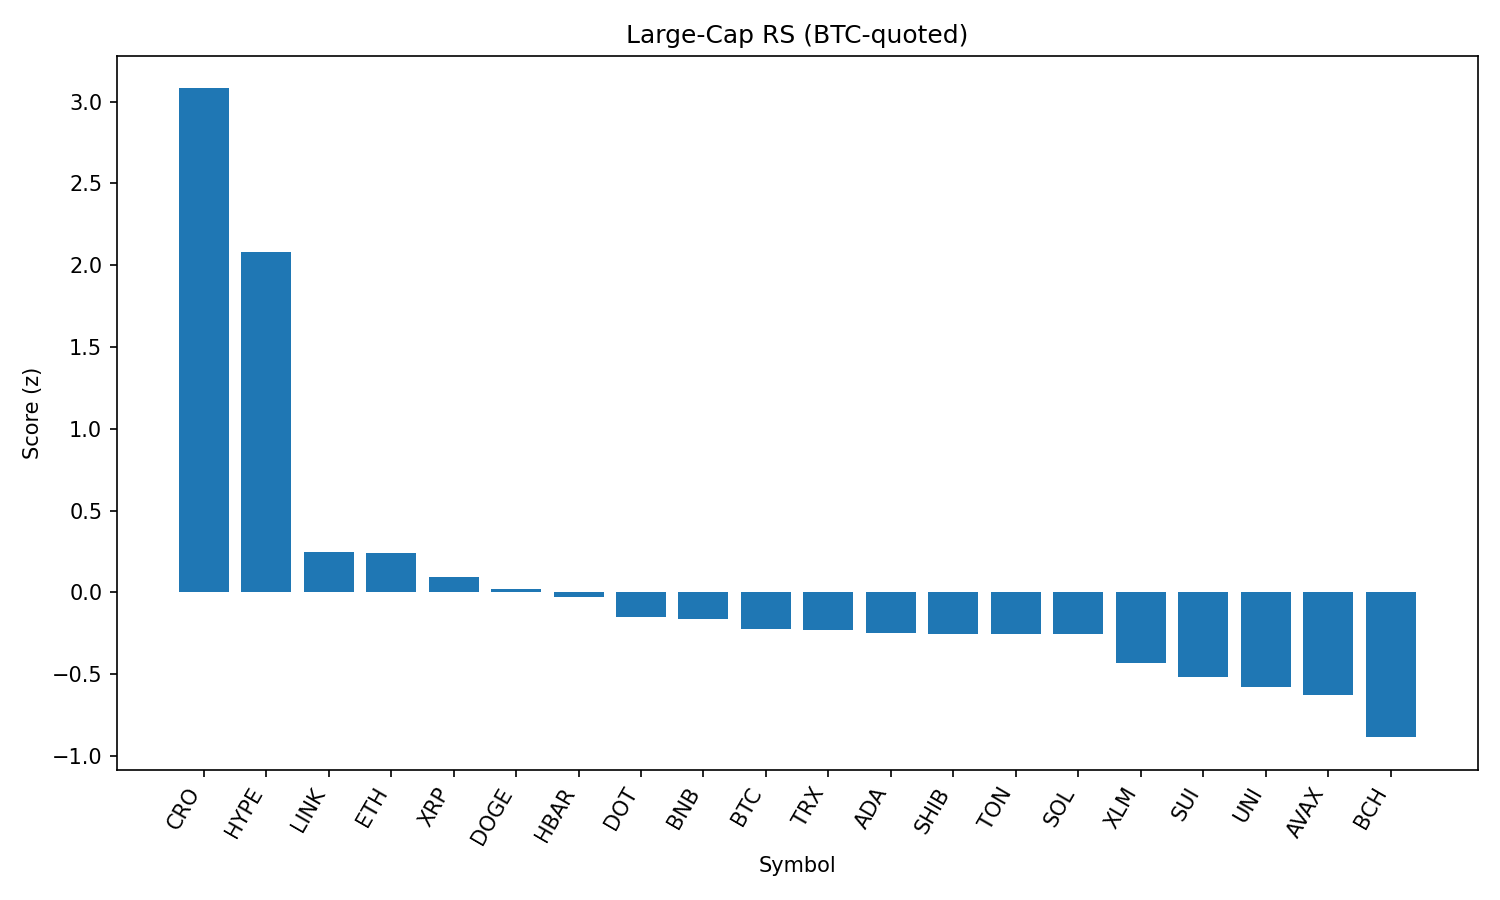 Large-Cap RS (BTC-quoted)
Score (z)
3.0
2.5
2.0
1.5
1.0
0.5
0.0
−0.5
−1.0
CRO
HYPE
LINK
ETH
XRP
DOGE
HBAR
DOT
BNB
BTC
TRX
ADA
SHIB
TON
SOL
XLM
SUI
UNI
AVAX
BCH
Symbol